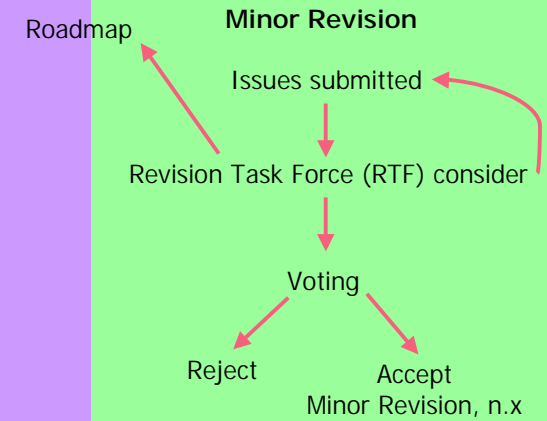 Minor Revision
Roadmap
Issues submitted
Revision Task Force (RTF) consider
Voting
Reject
Accept
Minor Revision, n.x